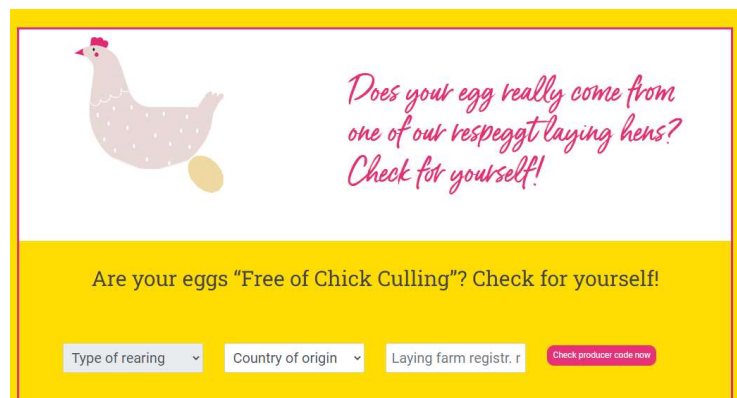 Does your egg really come from
one of our respeggt laying hens?
Check for yourself!
Are your eggs “Free of Chick Culling”? Check for yourself!
Type of rearing
Country of origin
Laying farm registr. r
Check producer code now